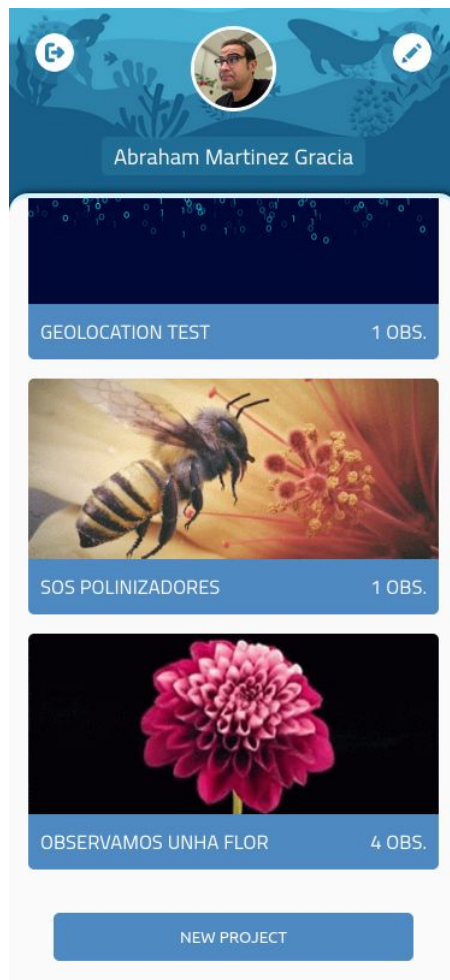 Abraham Martinez Gracia
GEOLOCATION TEST 1 OBS.
SOS POLINIZADORES 1 OBS.
OBSERVAMOS UNHA FLOR 4 OBS.
NEW PROJECT